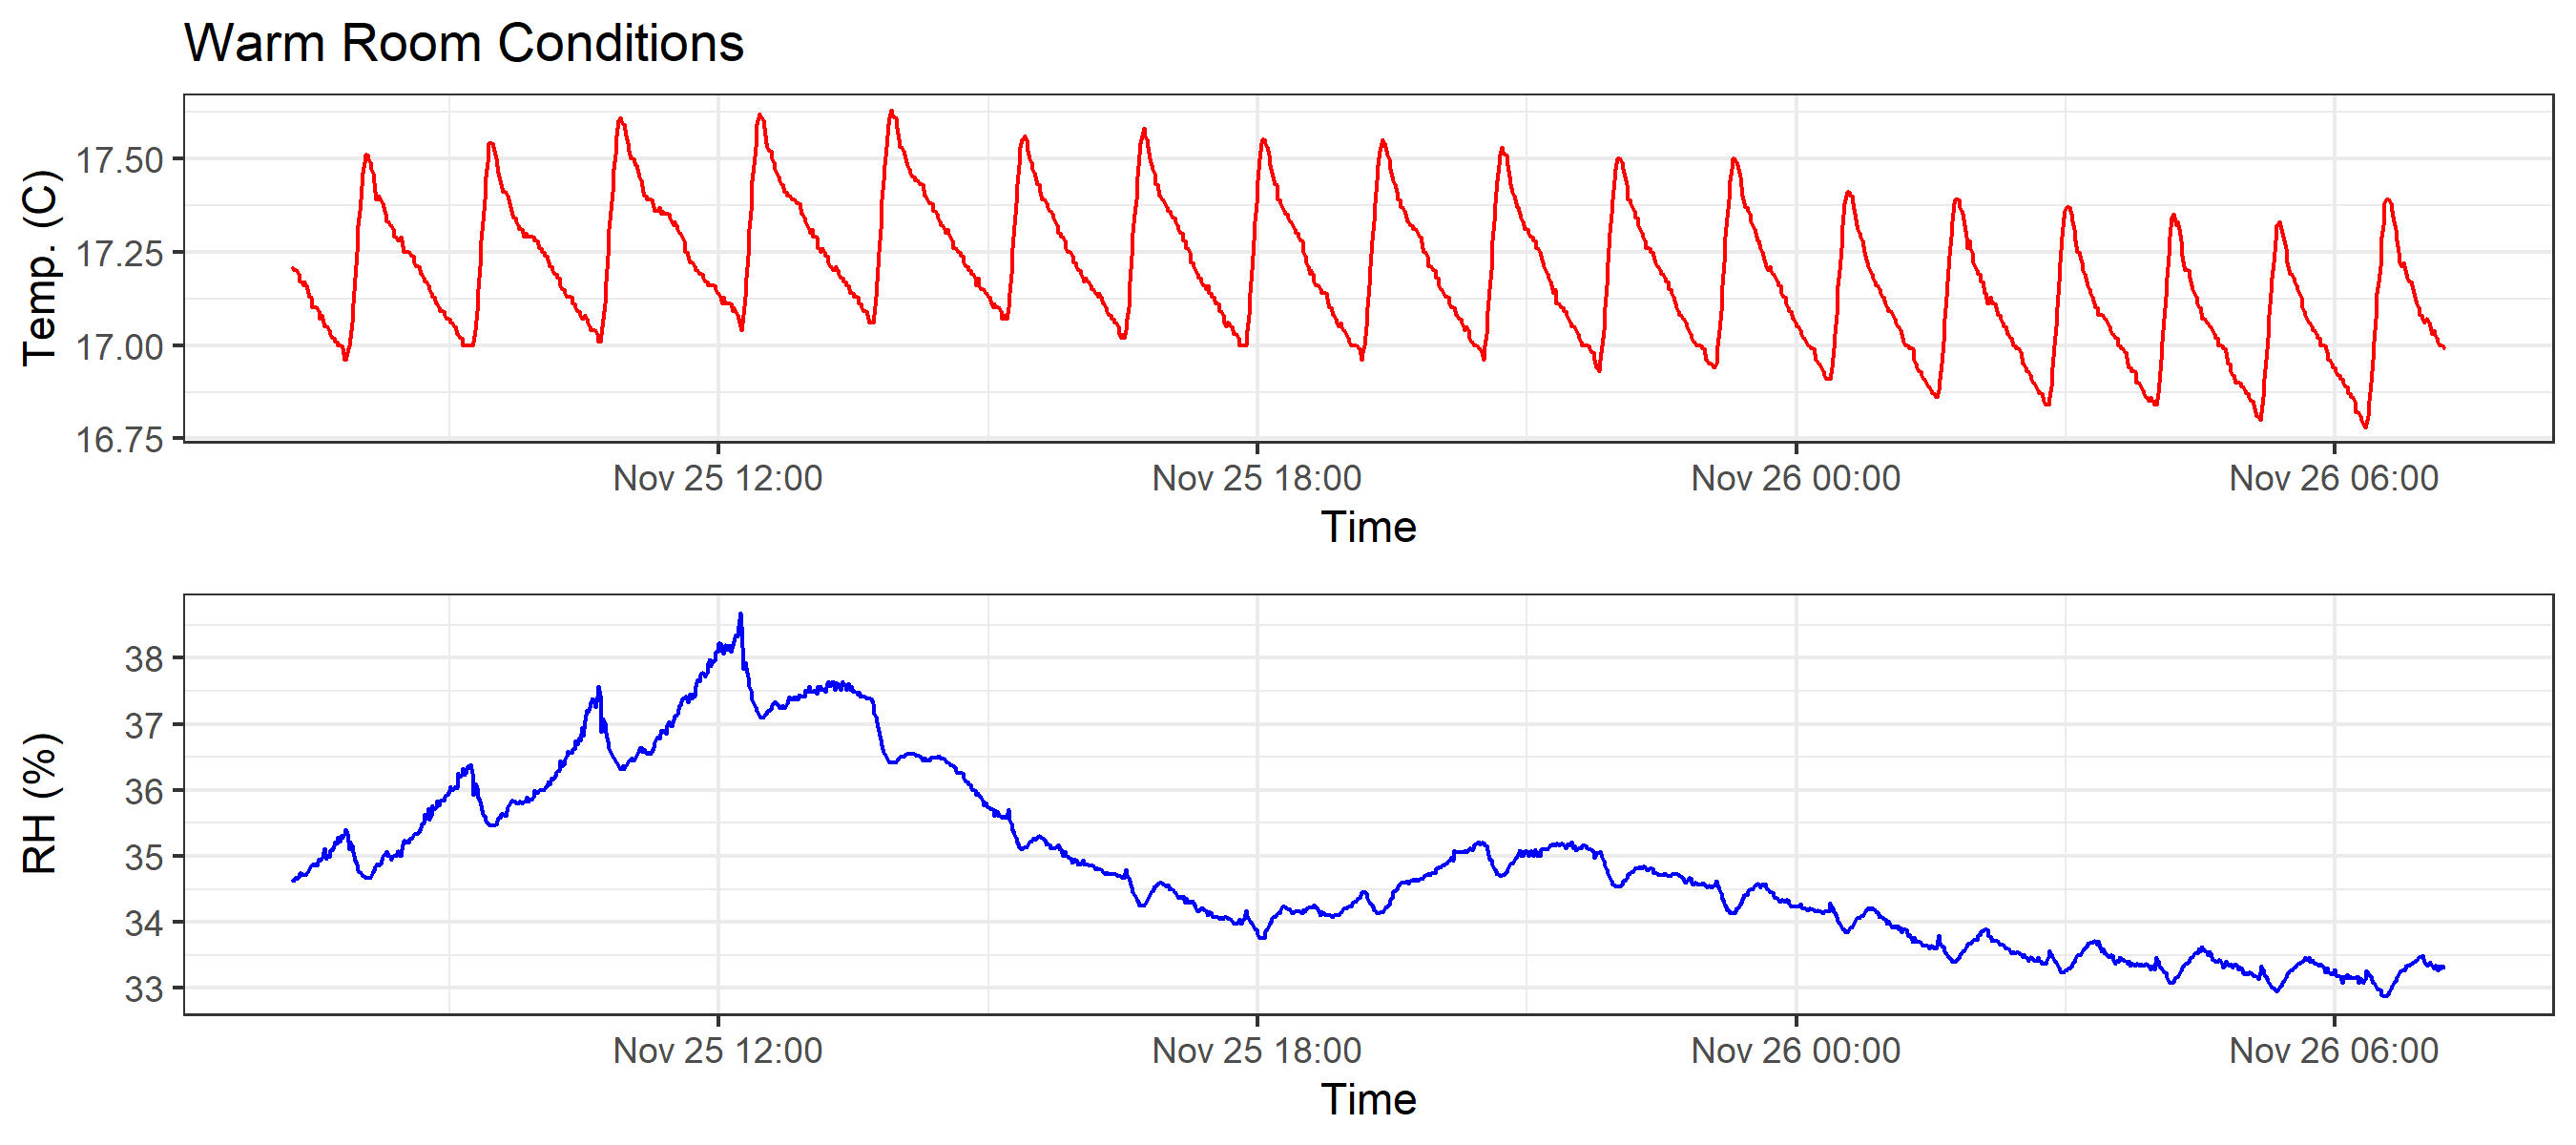 Warm Room Conditions
Temp. (C)
17.50
17.25
17.00
16.75
Nov 25 12:00 Nov 25 18:00 Nov 26 00:00 Nov 26 06:00
Time
RH (%)
38
37
36
35
34
33
Nov 25 12:00 Nov 25 18:00 Nov 26 00:00 Nov 26 06:00
Time